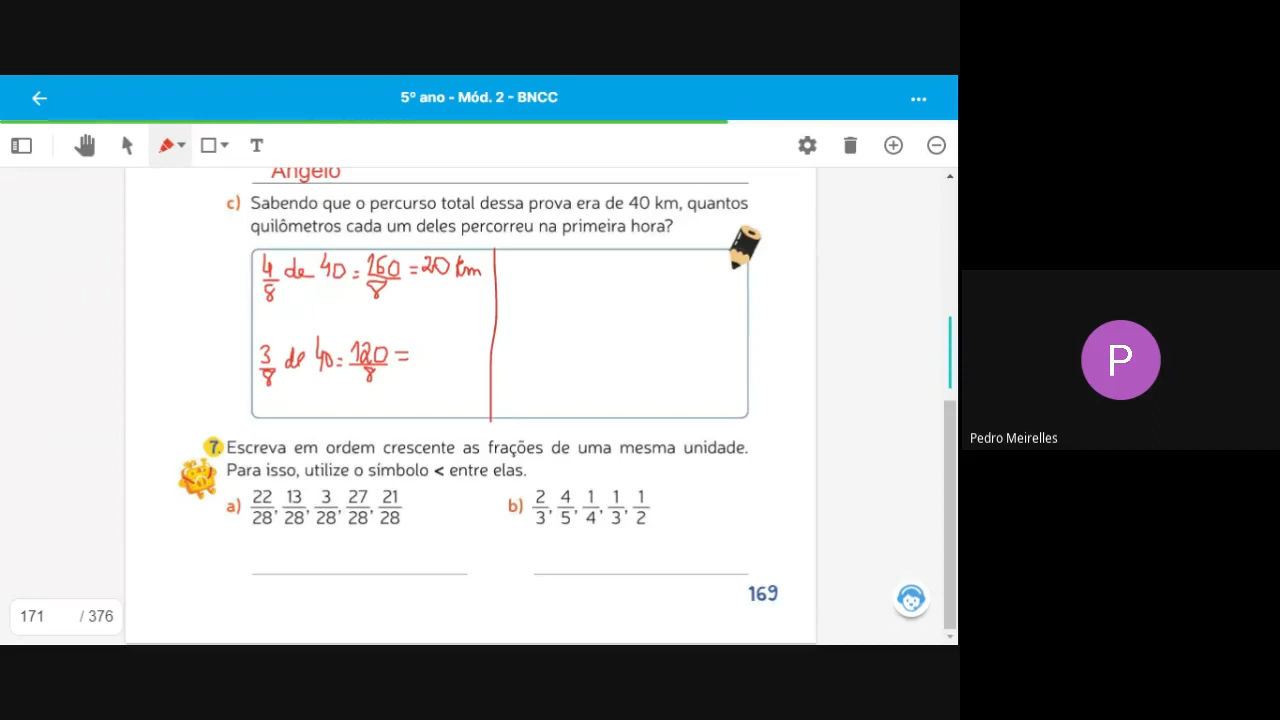 5º ano - Mód. 2 - BNCC
T
Angelo
c) Sabendo que o percurso total dessa prova era de 40 km, quantos
quilômetros cada um deles percorreu na primeira hora?
4/8 de 40 = 160/8 = 20 km
3/8 de 40 = 120/8 =
7. Escreva em ordem crescente as frações de uma mesma unidade.
Para isso, utilize o símbolo < entre elas.
a) 22/28, 13/28, 3/28, 27/28, 21/28
b) 2/3, 4/5, 1/4, 1/3, 1/2
169
171 / 376
P
Pedro Meirelles